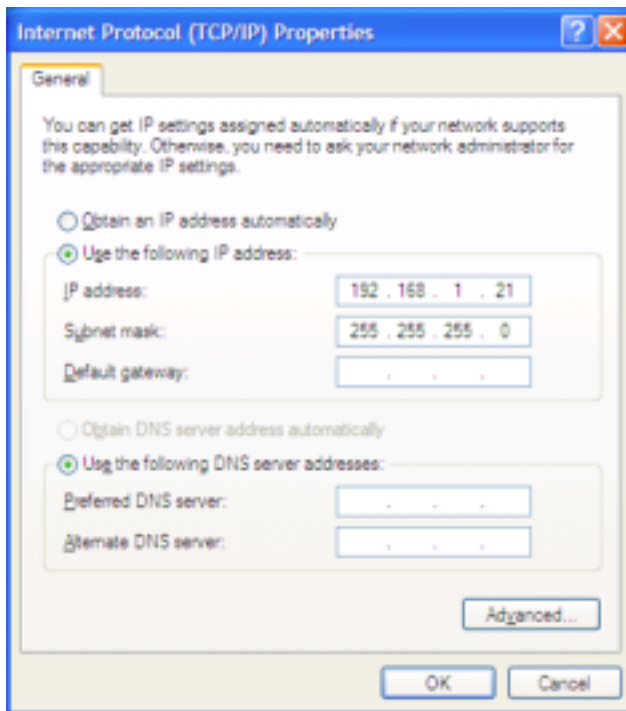 Internet Protocol (TCP/IP) Properties
General
You can get IP settings assigned automatically if your network supports
this capability. Otherwise, you need to ask your network administrator for
the appropriate IP settings.
Obtain an IP address automatically
Use the following IP address:
IP address: 192 . 168 . 1 . 21
Subnet mask: 255 . 255 . 255 . 0
Default gateway: . . .
Obtain DNS server address automatically
Use the following DNS server addresses:
Preferred DNS server: . . .
Alternate DNS server: . . .
Advanced...
OK Cancel